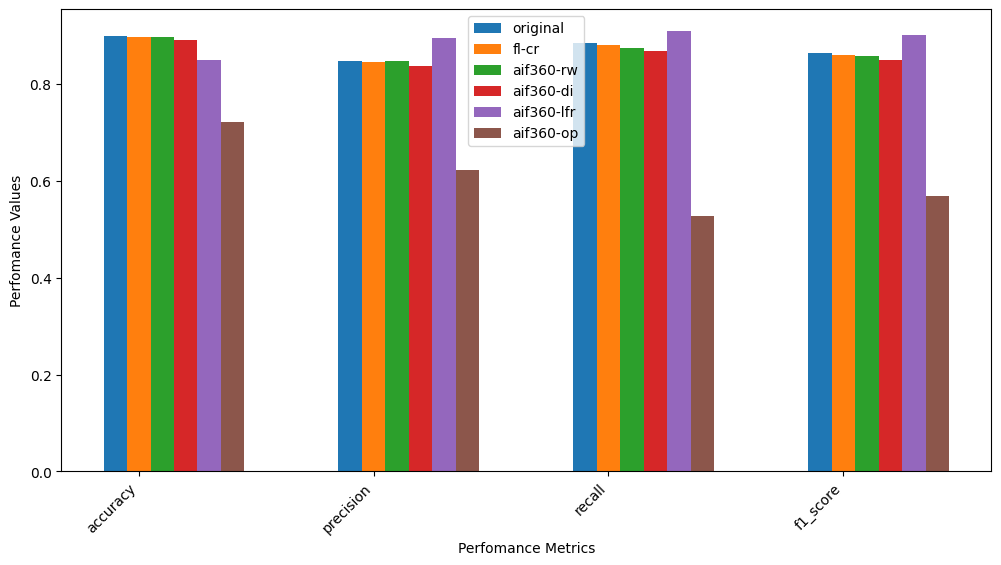 original
fl-cr
aif360-rw
aif360-di
aif360-lfr
aif360-op
Perfomance Values
0.8
0.6
0.4
0.2
0.0
accuracy
precision
recall
f1_score
Perfomance Metrics